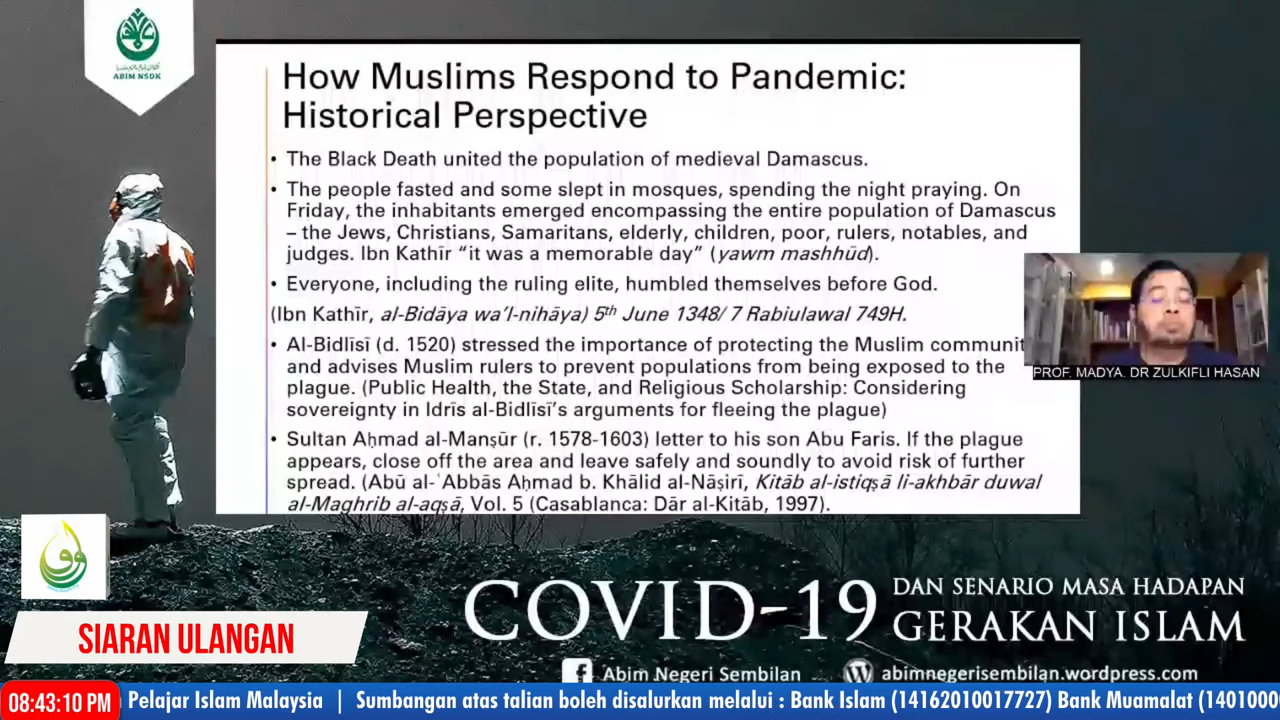 ABIM NSDK
How Muslims Respond to Pandemic:
Historical Perspective
• The Black Death united the population of medieval Damascus.
• The people fasted and some slept in mosques, spending the night praying. On
Friday, the inhabitants emerged encompassing the entire population of Damascus
– the Jews, Christians, Samaritans, elderly, children, poor, rulers, notables, and
judges. Ibn Kathīr “it was a memorable day” (yawm mashhūd).
• Everyone, including the ruling elite, humbled themselves before God.
(Ibn Kathīr, al-Bidāya wa’l-nihāya) 5th June 1348/ 7 Rabiulawal 749H.
• Al-Bidlīsī (d. 1520) stressed the importance of protecting the Muslim communit
and advises Muslim rulers to prevent populations from being exposed to the
plague. (Public Health, the State, and Religious Scholarship: Considering
sovereignty in Idrīs al-Bidlīsī’s arguments for fleeing the plague)
• Sultan Aḥmad al-Manṣūr (r. 1578-1603) letter to his son Abu Faris. If the plague
appears, close off the area and leave safely and soundly to avoid risk of further
spread. (Abū al-ʿAbbās Aḥmad b. Khālid al-Nāṣirī, Kitāb al-istiqṣā li-akhbār duwal
al-Maghrib al-aqṣā, Vol. 5 (Casablanca: Dār al-Kitāb, 1997).
PROF. MADYA. DR ZULKIFLI HASAN
COVID-19
DAN SENARIO MASA HADAPAN
GERAKAN ISLAM
SIARAN ULANGAN
Abim Negeri Sembilan
abimnegerisembilan.wordpress.com
08:43:10 PM
Pelajar Islam Malaysia | Sumbangan atas talian boleh disalurkan melalui : Bank Islam (14162010017727) Bank Muamalat (1401000